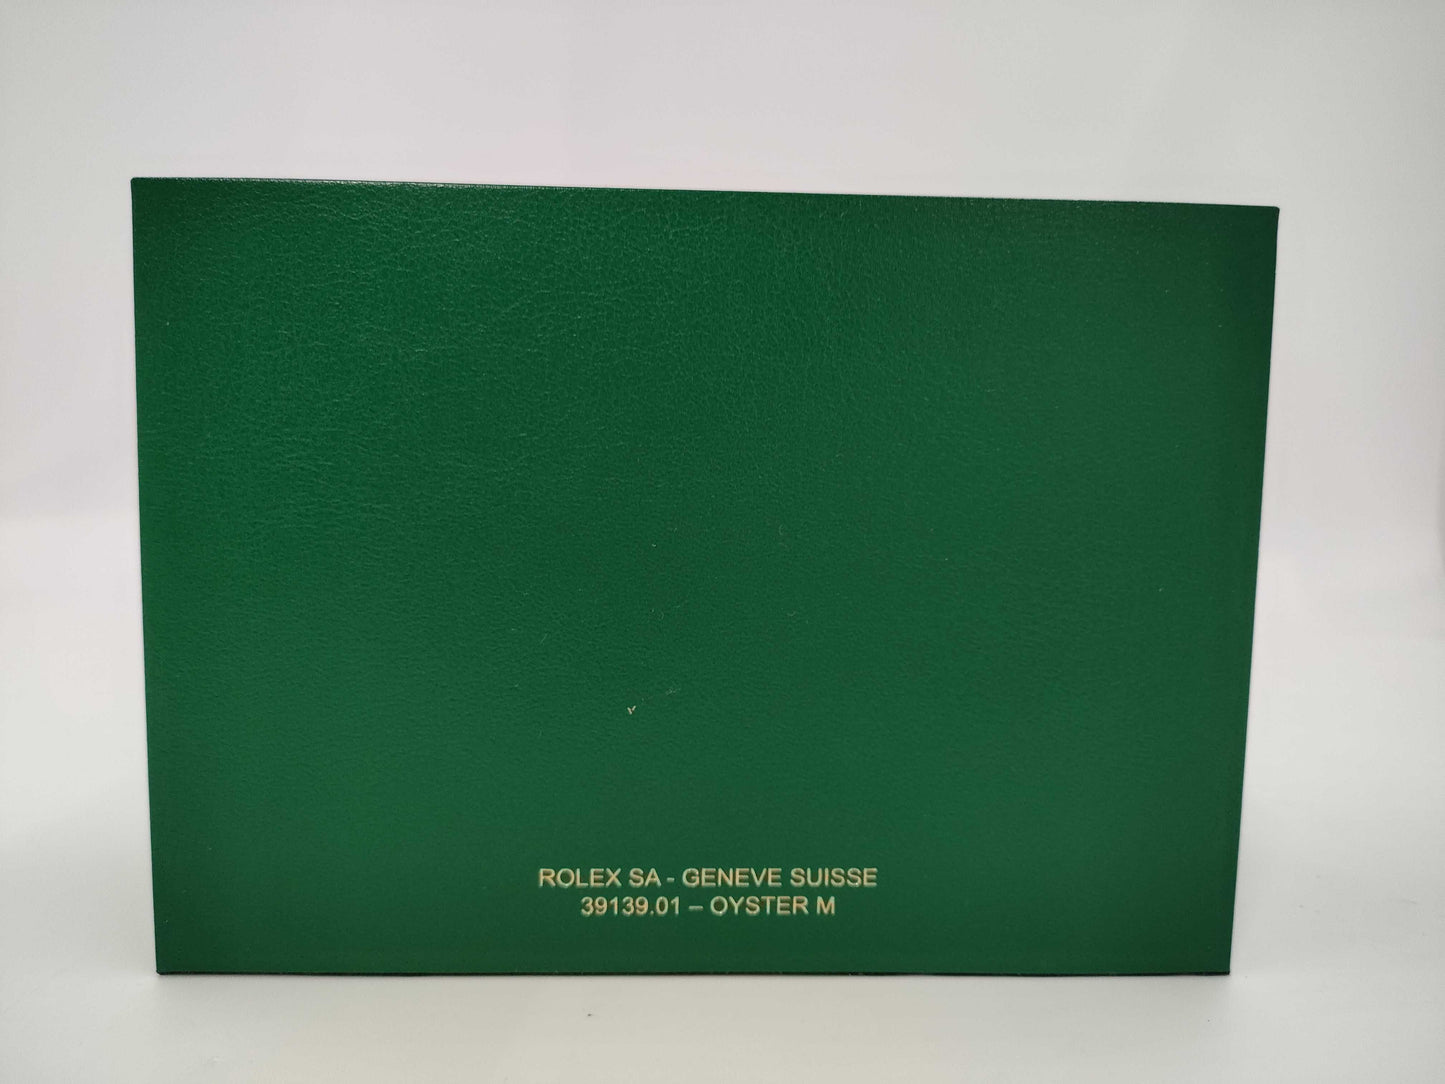 ROLEX SA - GENEVE SUISSE
39139.01 – OYSTER M